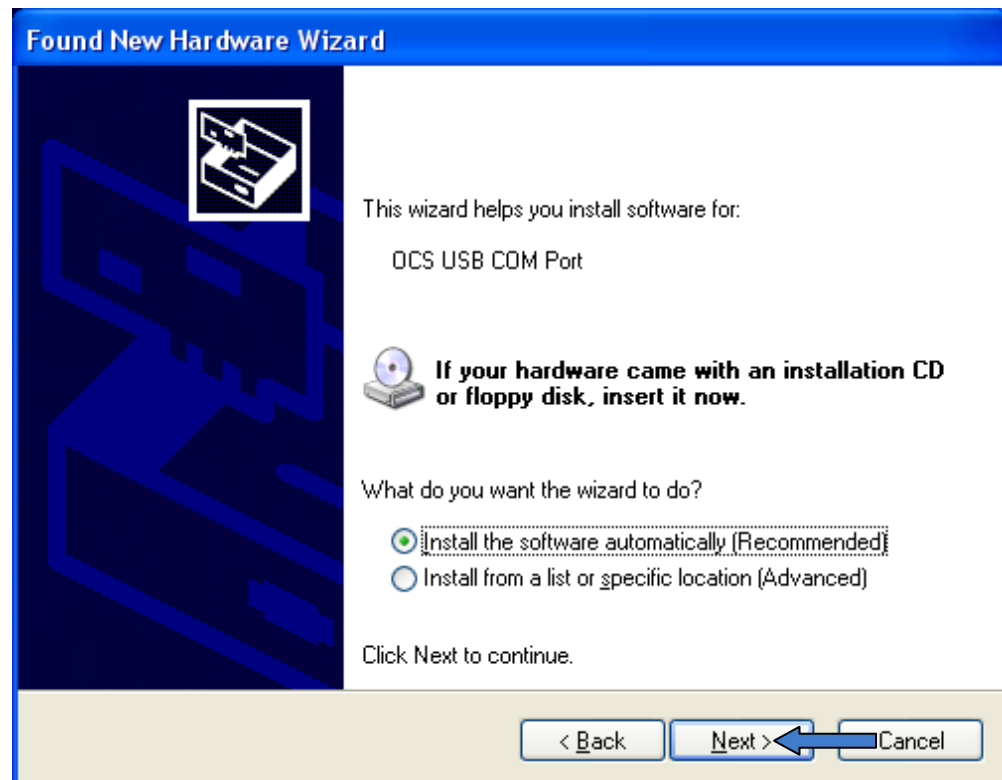 Found New Hardware Wizard
This wizard helps you install software for:
OCS USB COM Port
If your hardware came with an installation CD
or floppy disk, insert it now.
What do you want the wizard to do?
Install the software automatically (Recommended)
Install from a list or specific location (Advanced)
Click Next to continue.
< Back Next > Cancel